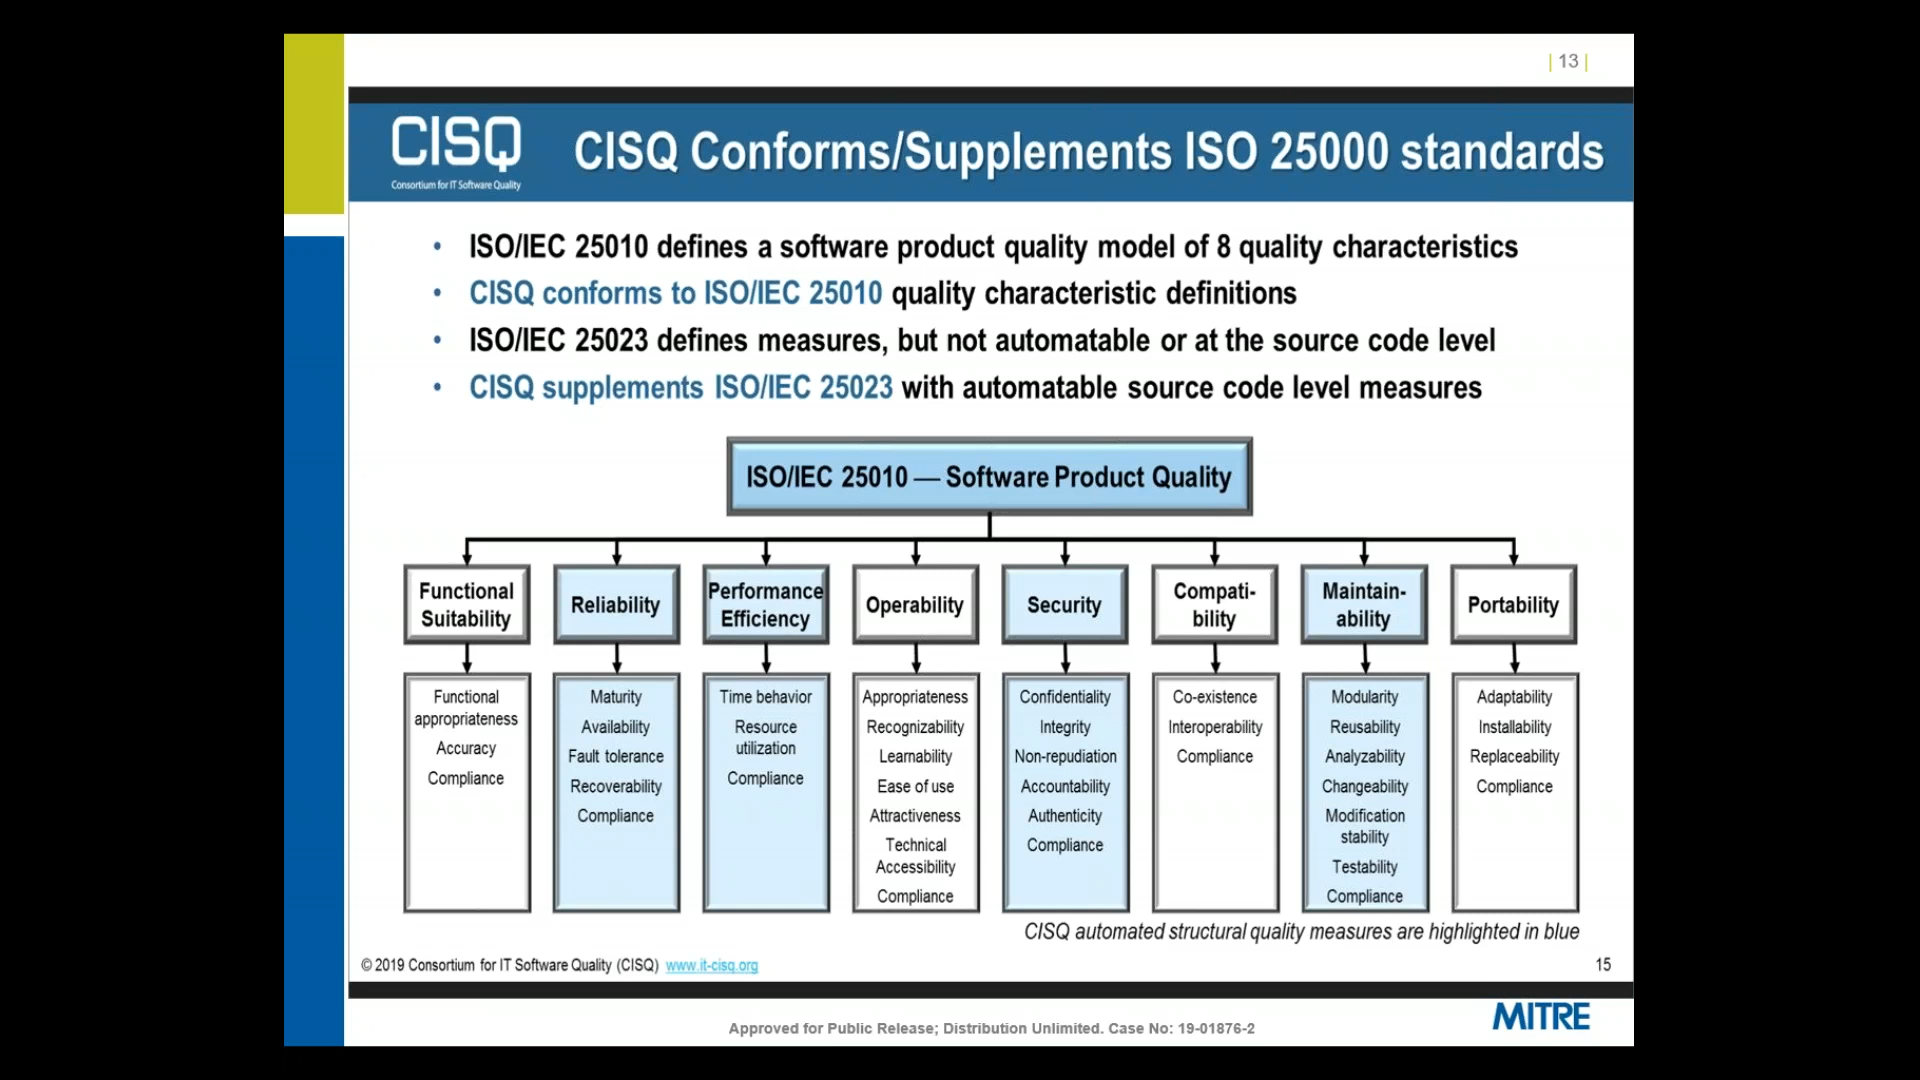 | 13 |
CISQ
Consortium for IT Software Quality
CISQ Conforms/Supplements ISO 25000 standards
• ISO/IEC 25010 defines a software product quality model of 8 quality characteristics
• CISQ conforms to ISO/IEC 25010 quality characteristic definitions
• ISO/IEC 25023 defines measures, but not automatable or at the source code level
• CISQ supplements ISO/IEC 25023 with automatable source code level measures
ISO/IEC 25010 — Software Product Quality
Functional
Suitability
Reliability
Performance
Efficiency
Operability
Security
Compati-
bility
Maintain-
ability
Portability
Functional
appropriateness
Accuracy
Compliance
Maturity
Availability
Fault tolerance
Recoverability
Compliance
Time behavior
Resource
utilization
Compliance
Appropriateness
Recognizability
Learnability
Ease of use
Attractiveness
Technical
Accessibility
Compliance
Confidentiality
Integrity
Non-repudiation
Accountability
Authenticity
Compliance
Co-existence
Interoperability
Compliance
Modularity
Reusability
Analyzability
Changeability
Modification
stability
Testability
Compliance
Adaptability
Installability
Replaceability
Compliance
CISQ automated structural quality measures are highlighted in blue
© 2019 Consortium for IT Software Quality (CISQ) www.it-cisq.org
15
MITRE
Approved for Public Release; Distribution Unlimited. Case No: 19-01876-2